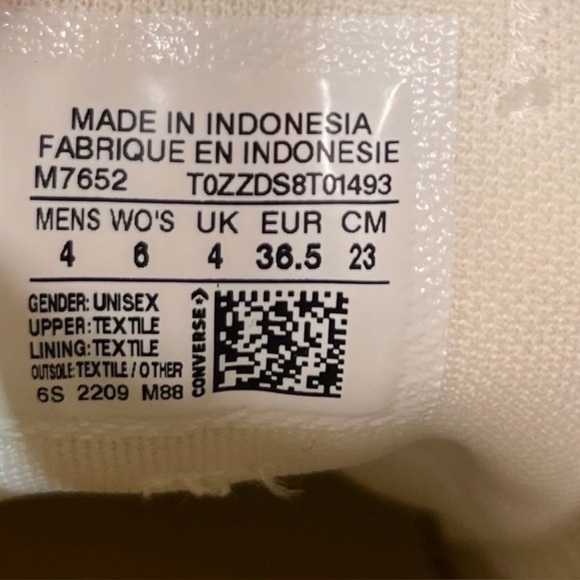 MADE IN INDONESIA
FABRIQUE EN INDONESIE
M7652 T0ZZDS8T01493
MENS WO'S UK EUR CM
4 6 4 36.5 23
GENDER: UNISEX
UPPER: TEXTILE
LINING: TEXTILE
OUTSOLE: TEXTILE / OTHER
6S 2209 M88
CONVERSE